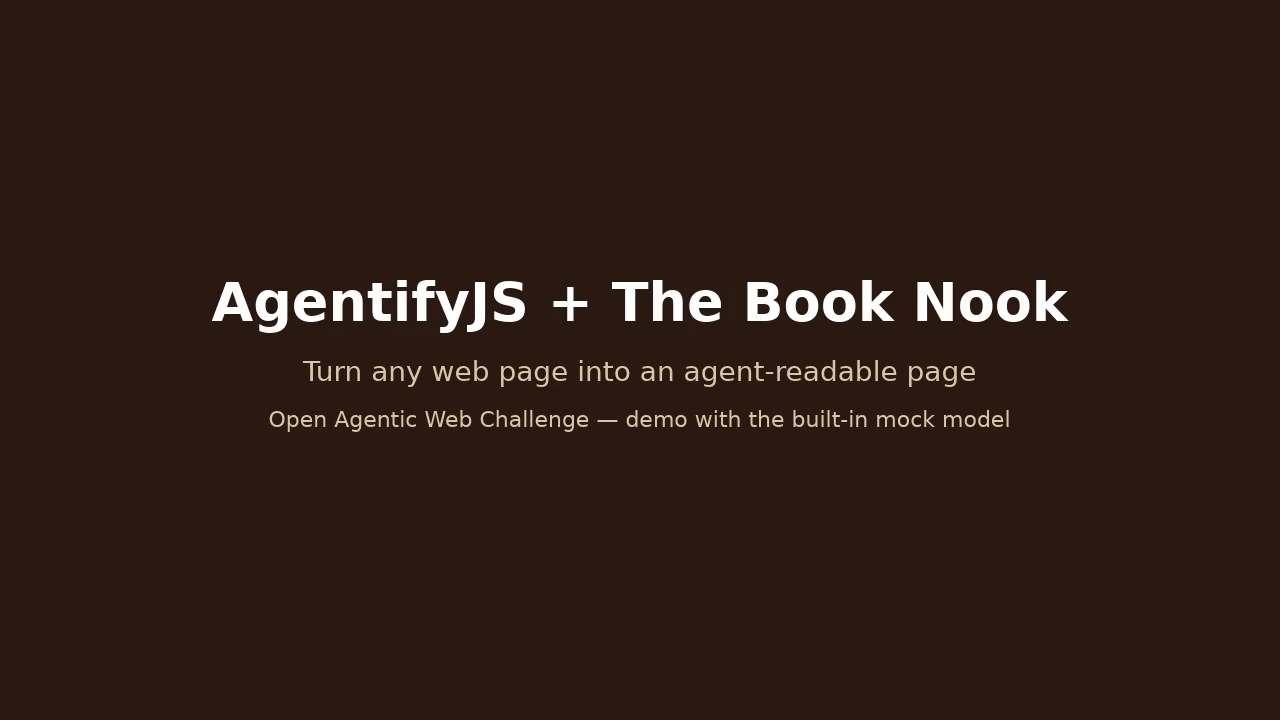 AgentifyJS + The Book Nook
Turn any web page into an agent-readable page
Open Agentic Web Challenge — demo with the built-in mock model